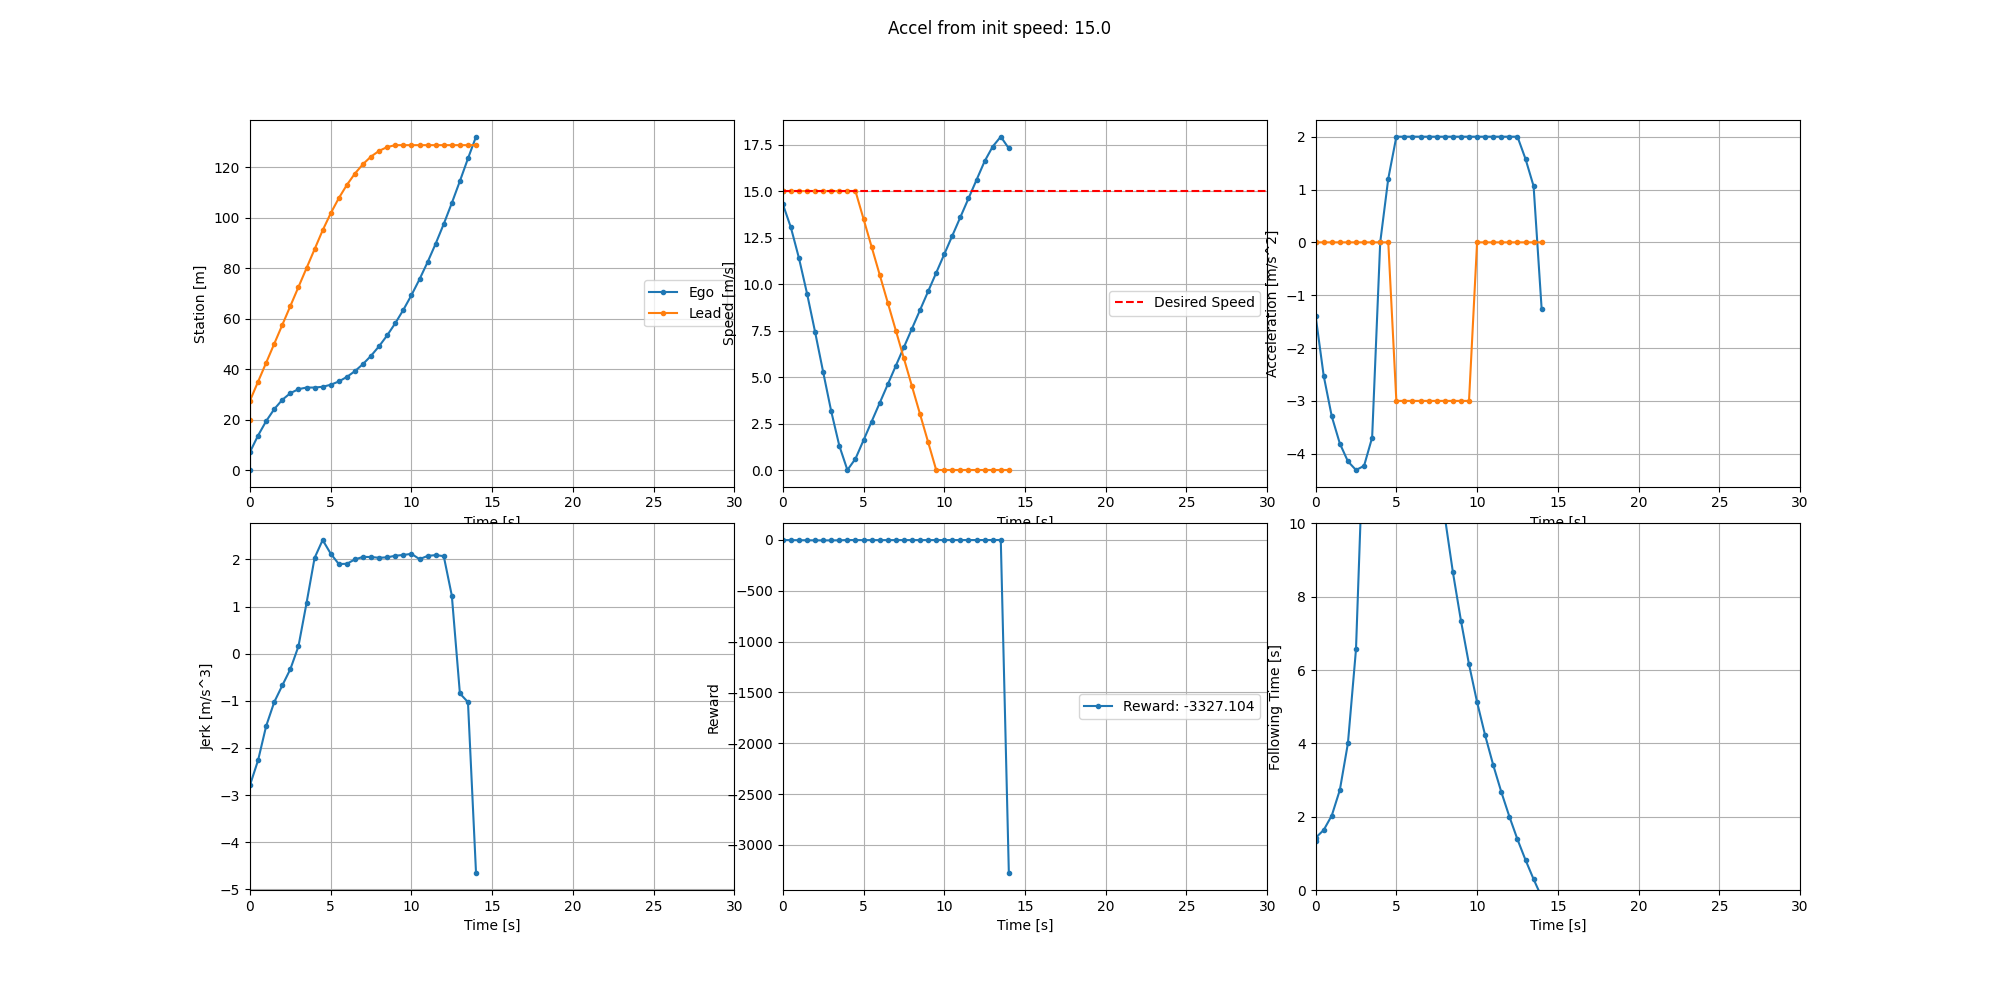 Accel from init speed: 15.0
Station [m]
120
100
80
60
40
20
0
0 5 10 15 20 25 30
Time [s]
Ego
Lead
Speed [m/s]
17.5
15.0
12.5
10.0
7.5
5.0
2.5
0.0
0 5 10 15 20 25 30
Time [s]
Desired Speed
Acceleration [m/s^2]
2
1
0
−1
−2
−3
−4
0 5 10 15 20 25 30
Time [s]
Jerk [m/s^3]
2
1
0
−1
−2
−3
−4
−5
0 5 10 15 20 25 30
Time [s]
Reward
0
−500
−1000
−1500
−2000
−2500
−3000
0 5 10 15 20 25 30
Time [s]
Reward: -3327.104
Following Time [s]
10
8
6
4
2
0
0 5 10 15 20 25 30
Time [s]